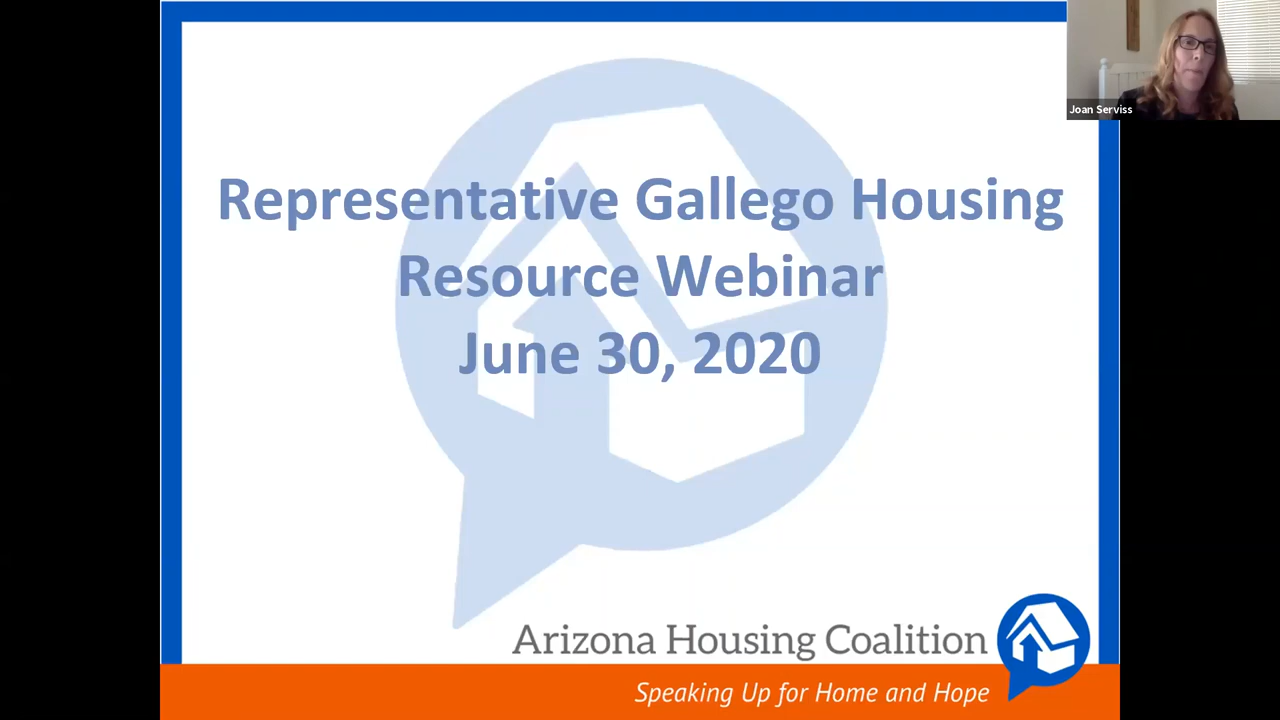 Joan Serviss
Representative Gallego Housing
Resource Webinar
June 30, 2020
Arizona Housing Coalition
Speaking Up for Home and Hope